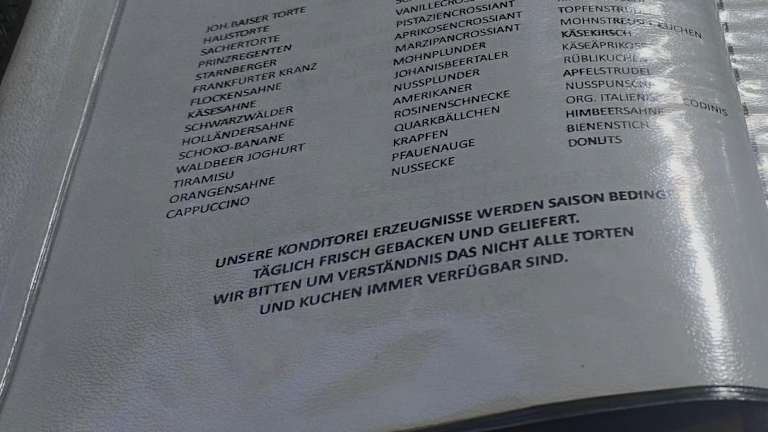 JOH.BAISER TORTE
HAUSTORTE
SACHERTORTE
PRINZREGENTEN
STARNBERGER
FRANKFURTER KRANZ
FLOCKENSAHNE
KÄSESAHNE
SCHWARZWÄLDER
HOLLÄNDERSAHNE
SCHOKO-BANANE
WALDBEER JOGHURT
TIRAMISU
ORANGENSAHNE
CAPPUCCINO
PISTAZIENCROSSIANT
APRIKOSENCROSSIANT
MARZIPANCROSSIANT
MOHNPLUNDER
JOHANISBEERTALER
NUSSPLUNDER
AMERIKANER
ROSINENSCHNECKE
QUARKBÄLLCHEN
KRAPFEN
PFAUENAUGE
NUSSECKE
KÄSEKIRSCH
RÜBLIKUCHEN
APFELSTRUDEL
ORG.
HIMBEERSAHNE
BIENENSTICH
DONUTS
UNSERE KONDITOREI ERZEUGNISSE WERDEN SAISON
TÄGLICH FRISCH GEBACKEN UND GELIEFERT.
WIR BITTEN UM VERSTÄNDNIS DAS NICHT ALLE TORTEN
UND KUCHEN IMMER VERFÜGBAR SIND.